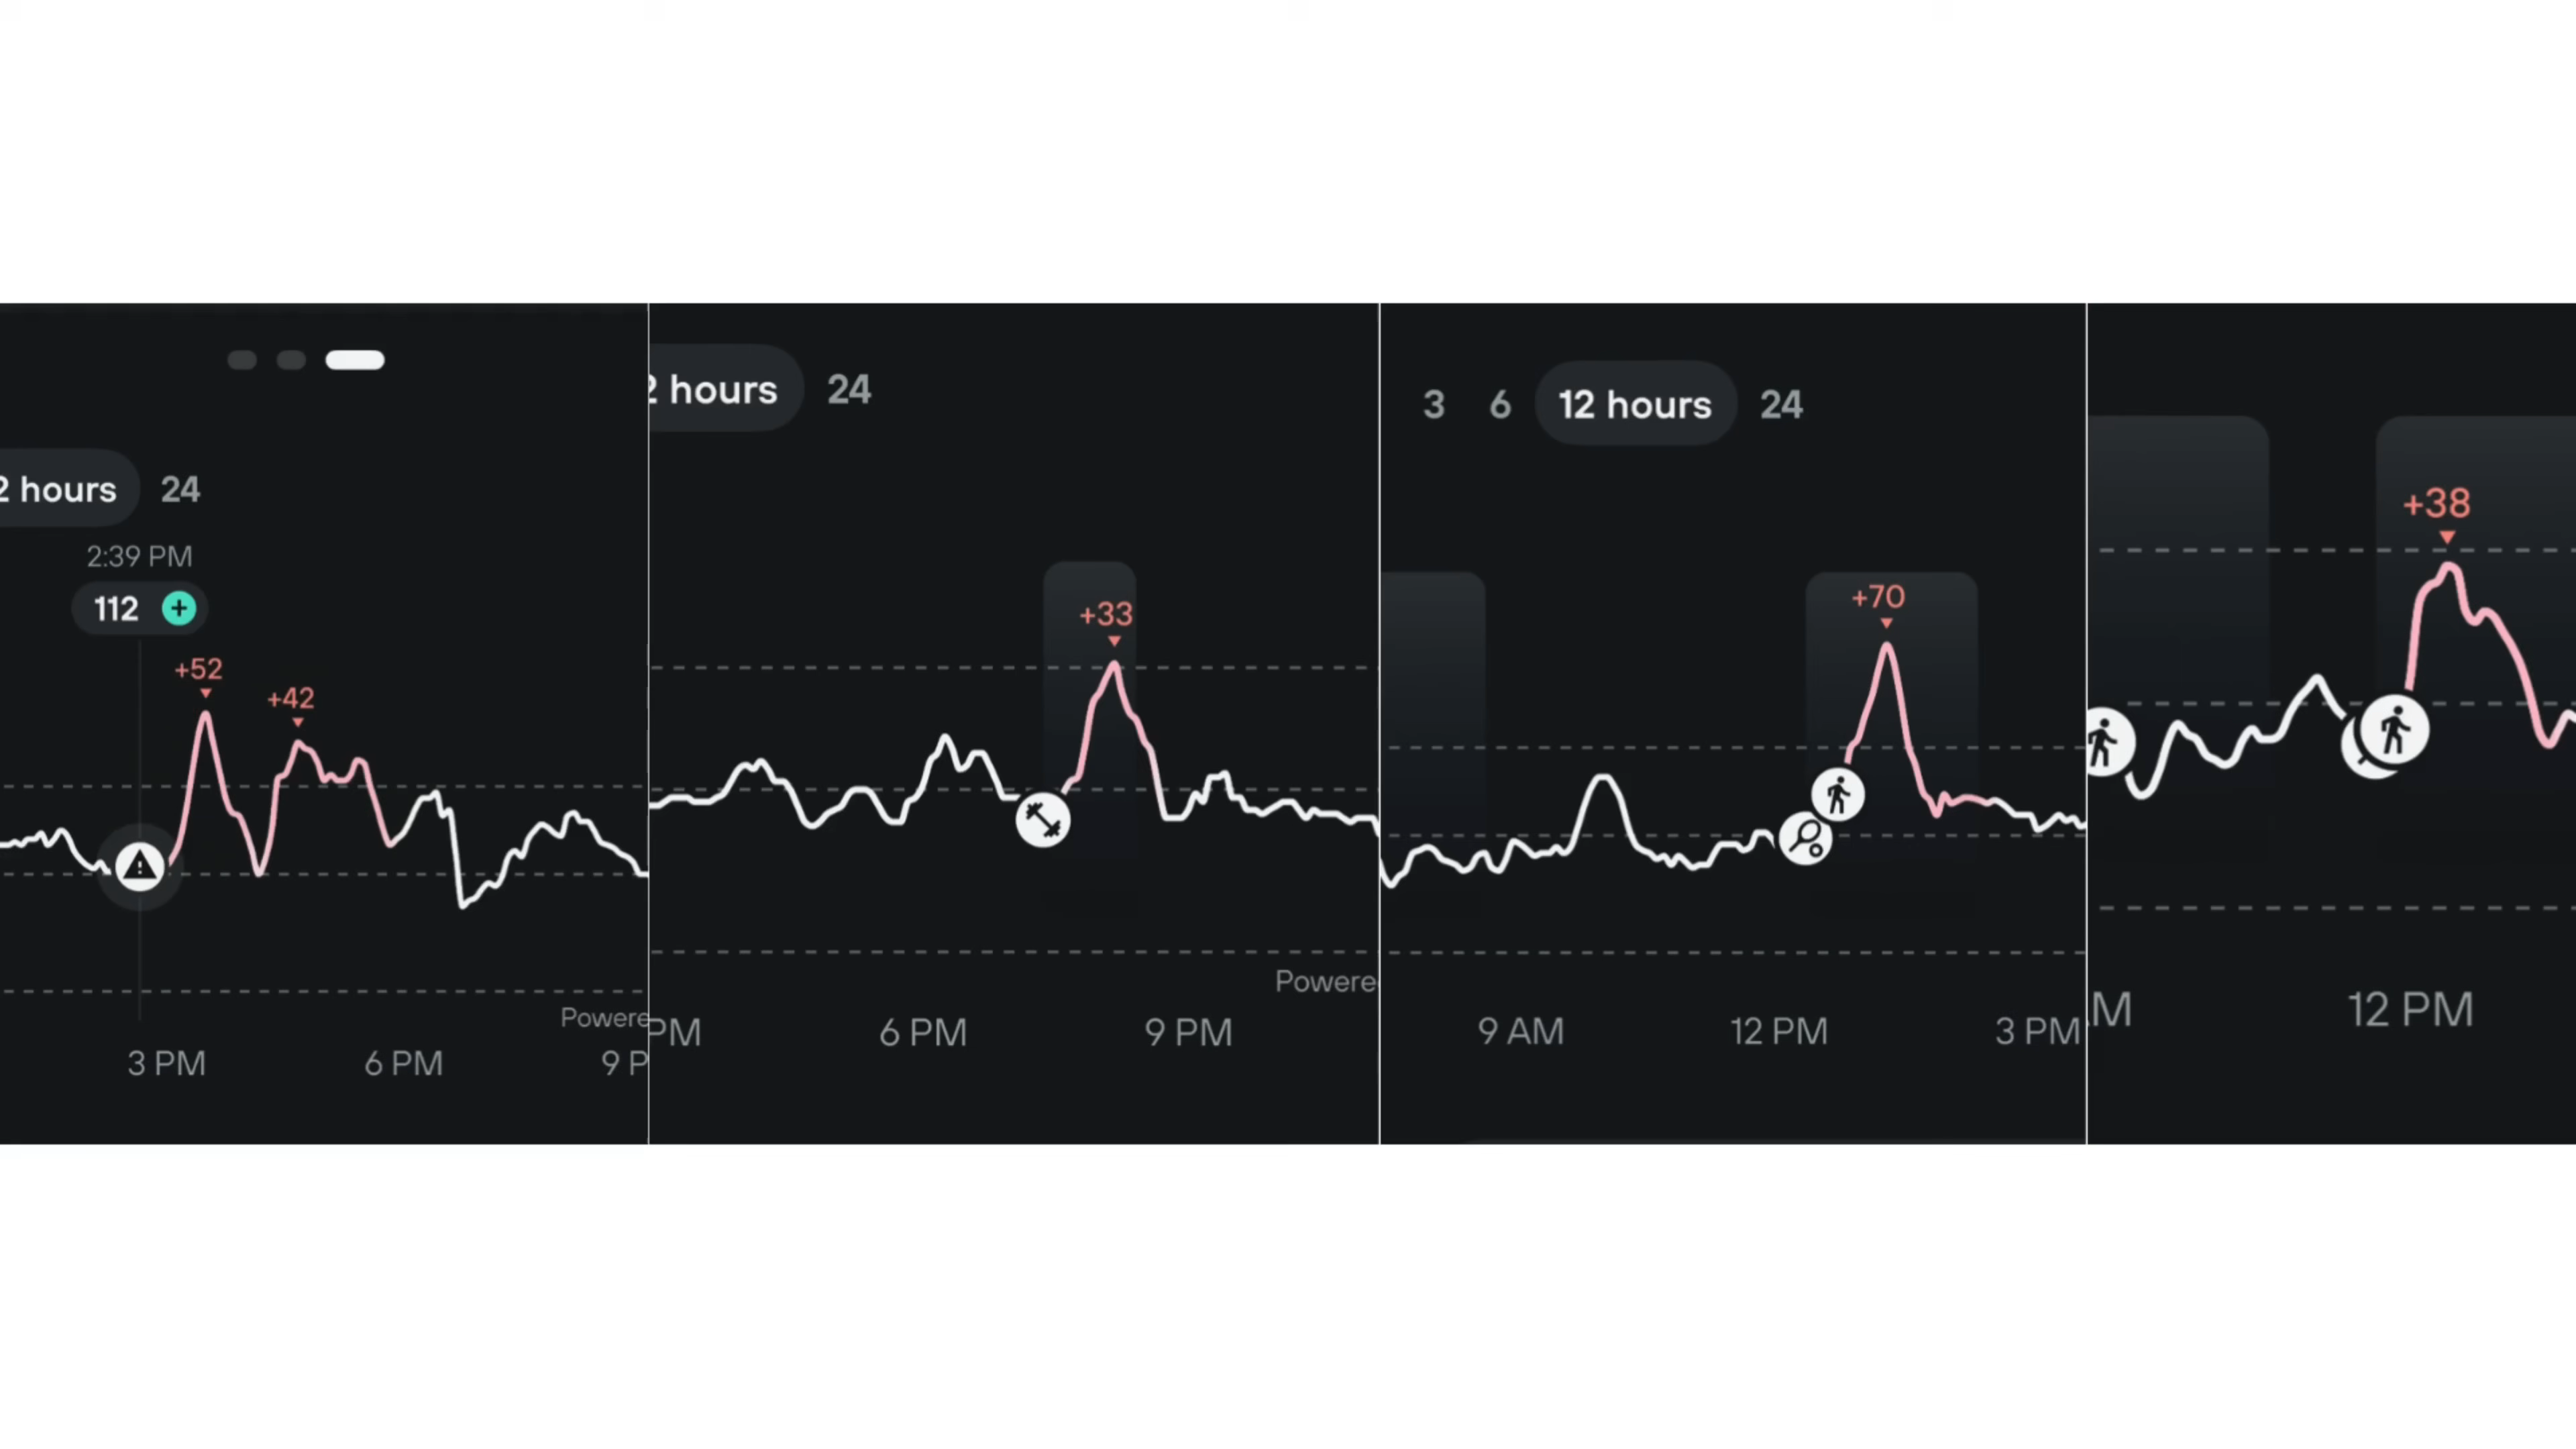 2 hours 24
2:39 PM
112
+52
+42
Powere
3 PM 6 PM 9 P
2 hours 24
+33
Powere
PM 6 PM 9 PM
3 6 12 hours 24
+70
9 AM 12 PM 3 PM
+38
M 12 PM